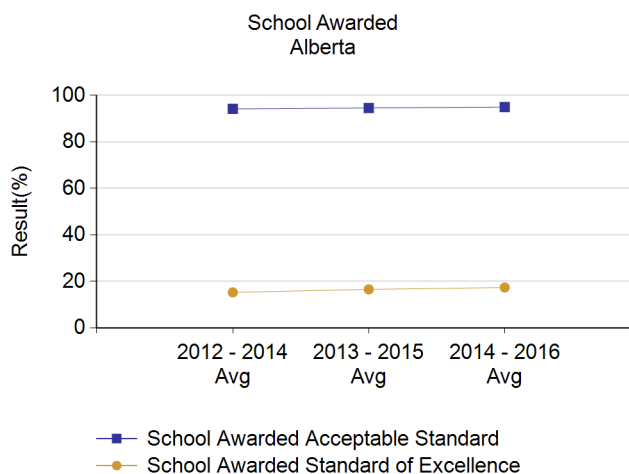 School Awarded
Alberta
Result(%)
100
80
60
40
20
0
2012 - 2014
Avg
2013 - 2015
Avg
2014 - 2016
Avg
School Awarded Acceptable Standard
School Awarded Standard of Excellence